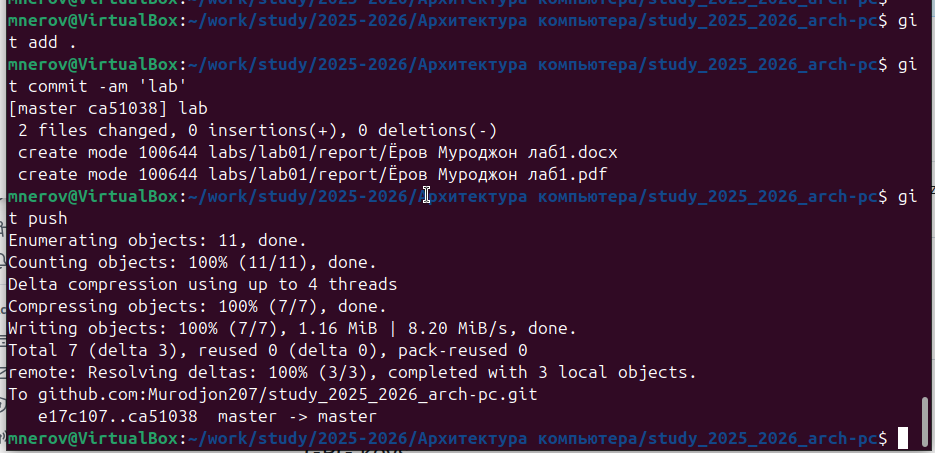 mnerov@VirtualBox:~/work/study/2025-2026/Архитектура компьютера/study_2025_2026_arch-pc$ gi
t add .
mnerov@VirtualBox:~/work/study/2025-2026/Архитектура компьютера/study_2025_2026_arch-pc$ gi
t commit -am 'lab'
[master ca51038] lab
 2 files changed, 0 insertions(+), 0 deletions(-)
 create mode 100644 labs/lab01/report/Ёров Муроджон лаб1.docx
 create mode 100644 labs/lab01/report/Ёров Муроджон лаб1.pdf
mnerov@VirtualBox:~/work/study/2025-2026/Архитектура компьютера/study_2025_2026_arch-pc$ gi
t push
Enumerating objects: 11, done.
Counting objects: 100% (11/11), done.
Delta compression using up to 4 threads
Compressing objects: 100% (7/7), done.
Writing objects: 100% (7/7), 1.16 MiB | 8.20 MiB/s, done.
Total 7 (delta 3), reused 0 (delta 0), pack-reused 0
remote: Resolving deltas: 100% (3/3), completed with 3 local objects.
To github.com:Murodjon207/study_2025_2026_arch-pc.git
   e17c107..ca51038  master -> master
mnerov@VirtualBox:~/work/study/2025-2026/Архитектура компьютера/study_2025_2026_arch-pc$